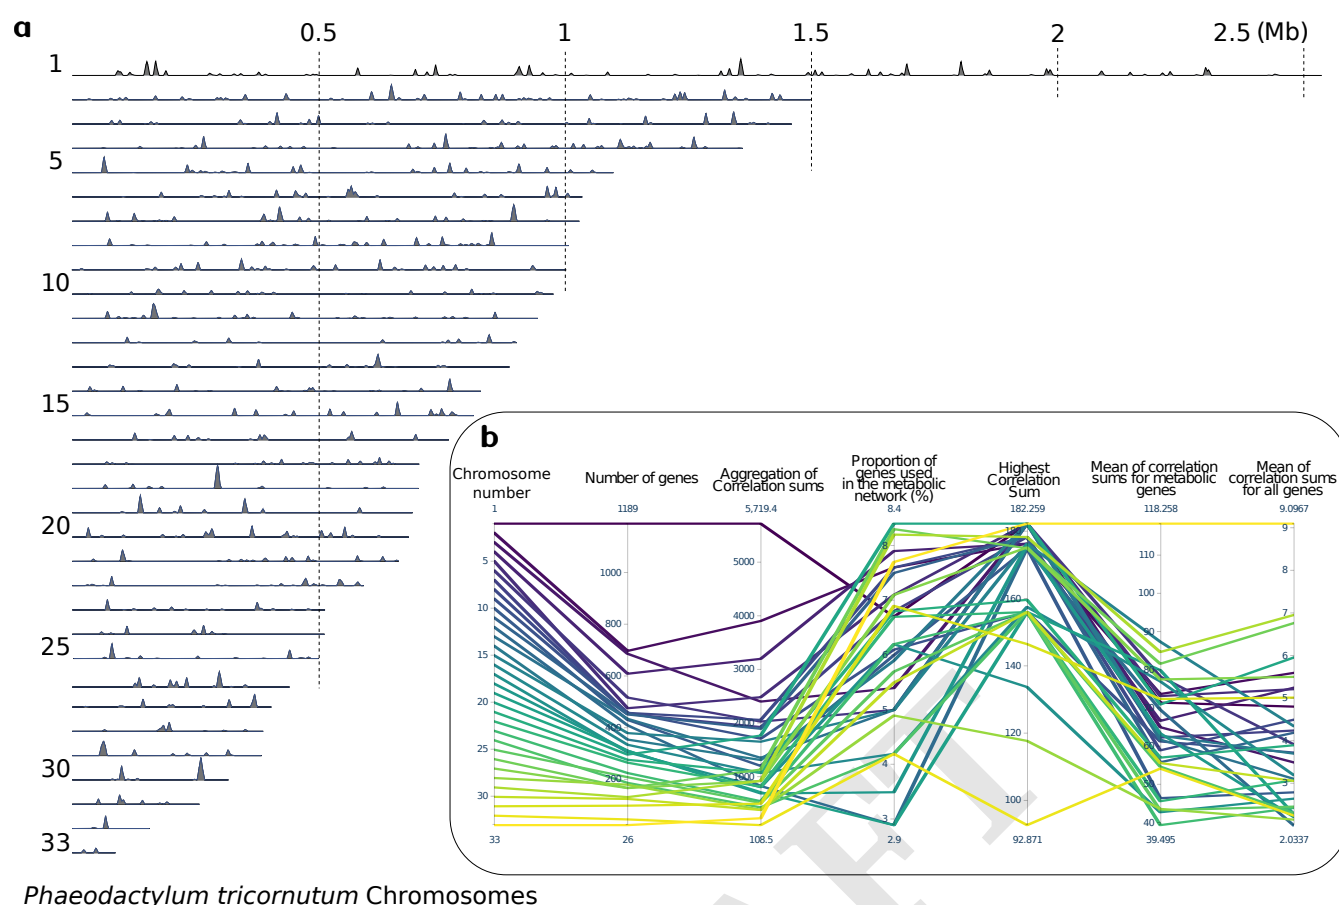 a
0.5 1 1.5 2 2.5 (Mb)
1
5
10
15
20
25
30
33
b
Chromosome
number
Number of genes
Aggregation of
Correlation sums
Proportion of
genes used
in the metabolic
network (%)
Highest
Correlation
Sum
Mean of correlation
sums for metabolic
genes
Mean of
correlation sums
for all genes
1 1189 5,719.4 8.4 182.259 118.258 9.0967
5
10
15
20
25
30
1000
800
600
400
200
5000
4000
3000
2000
1000
8
7
6
5
4
3
180
160
140
120
100
110
100
90
80
70
60
50
40
9
8
7
6
5
4
3
33 26 108.5 2.9 92.871 39.495 2.0337
Phaeodactylum tricornutum Chromosomes